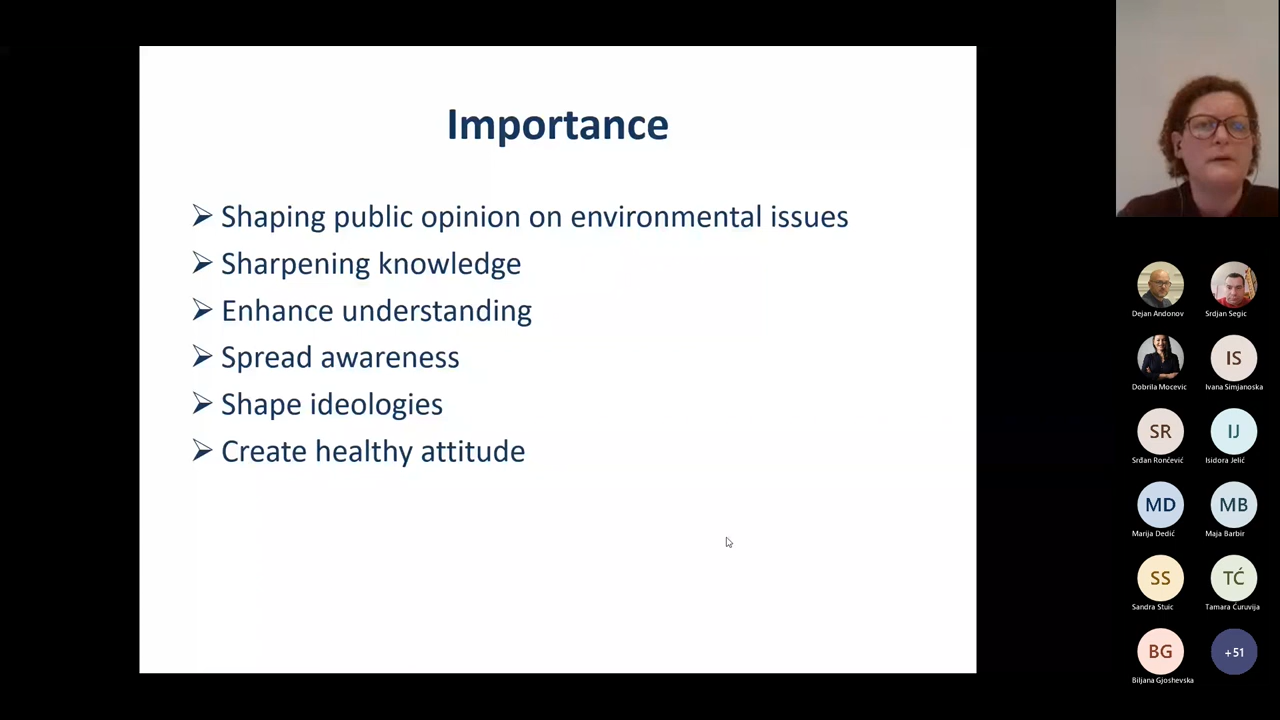 Importance
➢ Shaping public opinion on environmental issues
➢ Sharpening knowledge
➢ Enhance understanding
➢ Spread awareness
➢ Shape ideologies
➢ Create healthy attitude
Dejan Andonov
Srdjan Segic
Dobrila Mocevic
IS
Ivana Simjanoska
SR
Srđan Rončević
IJ
Isidora Jelić
MD
Marija Dedić
MB
Maja Barbir
SS
Sandra Stuic
TĆ
Tamara Ćuruvija
BG
Biljana Gjoshevska
+51